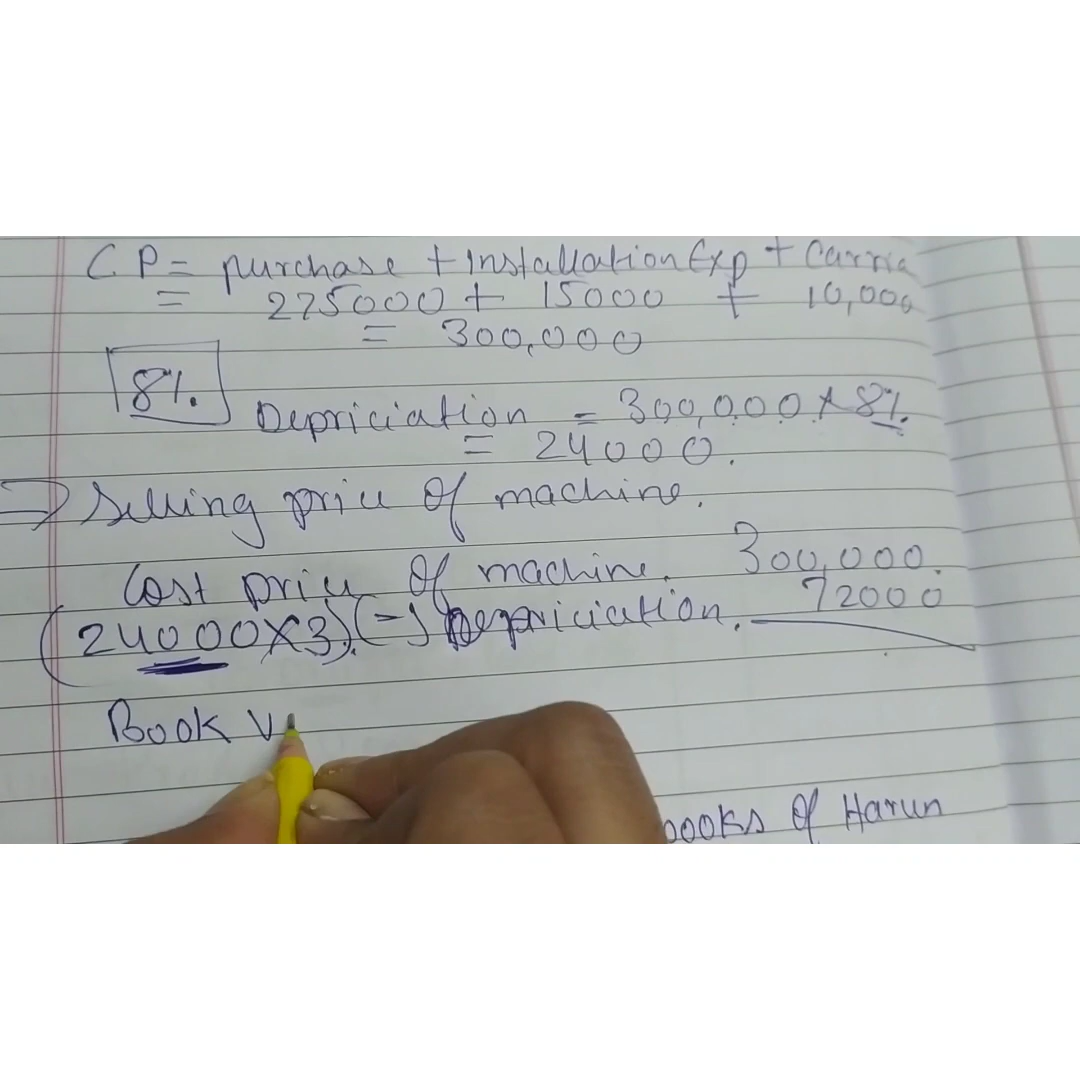 CP = purchase + Installation Exp + Carria
= 275000 + 15000 + 10,000
= 300,000
8%.
Depriciation = 300,000 × 8%.
= 24000.
⇒ Selling price of machine.
Cost price of machine. 300,000.
(24000×3). (-) Depriciation. 72000
Book V
books of Harun